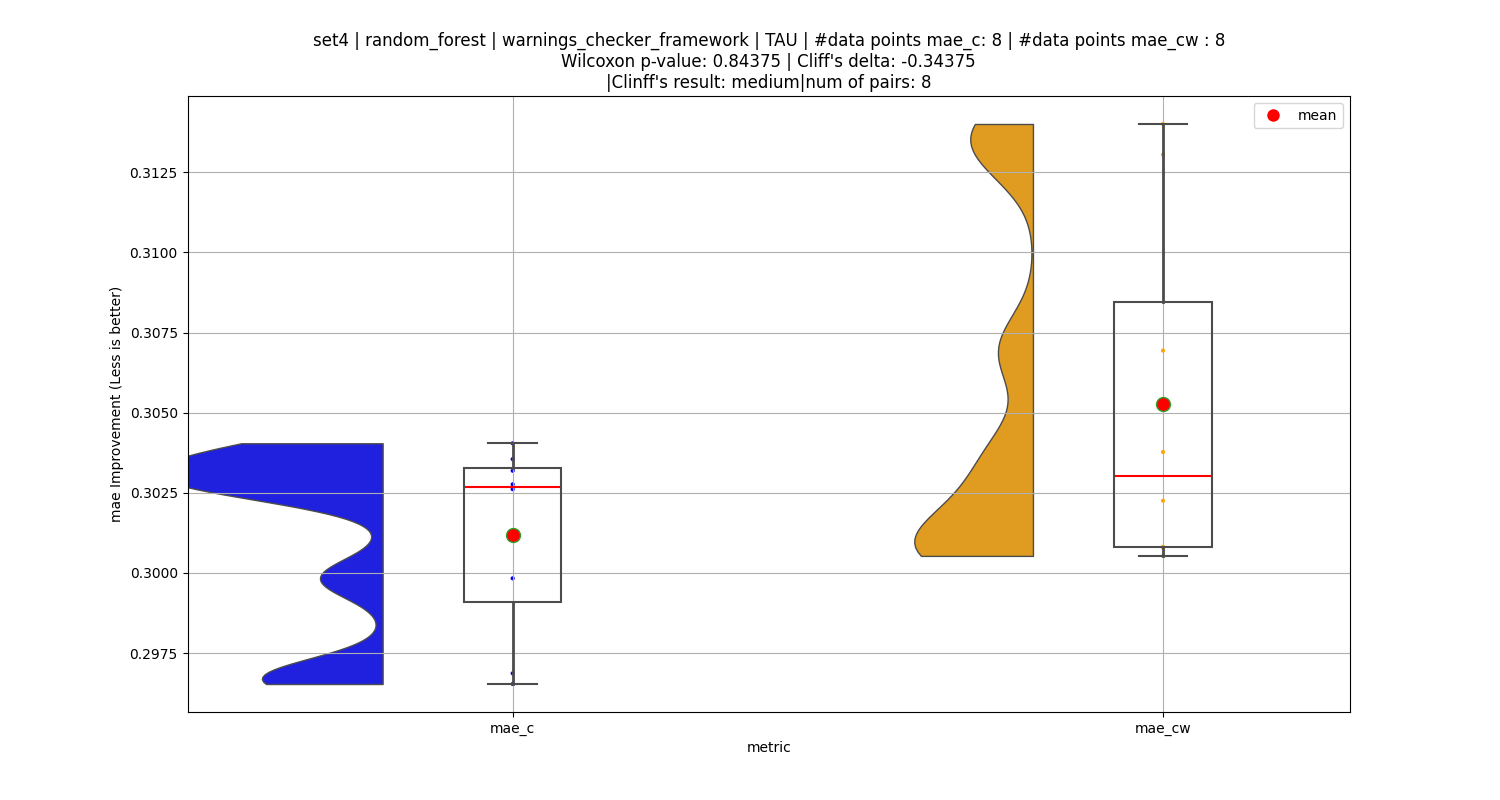 set4 | random_forest | warnings_checker_framework | TAU | #data points mae_c: 8 | #data points mae_cw : 8
Wilcoxon p-value: 0.84375 | Cliff's delta: -0.34375
|Clinff's result: medium|num of pairs: 8
mean
mae Improvement (Less is better)
0.3125
0.3100
0.3075
0.3050
0.3025
0.3000
0.2975
mae_c
mae_cw
metric